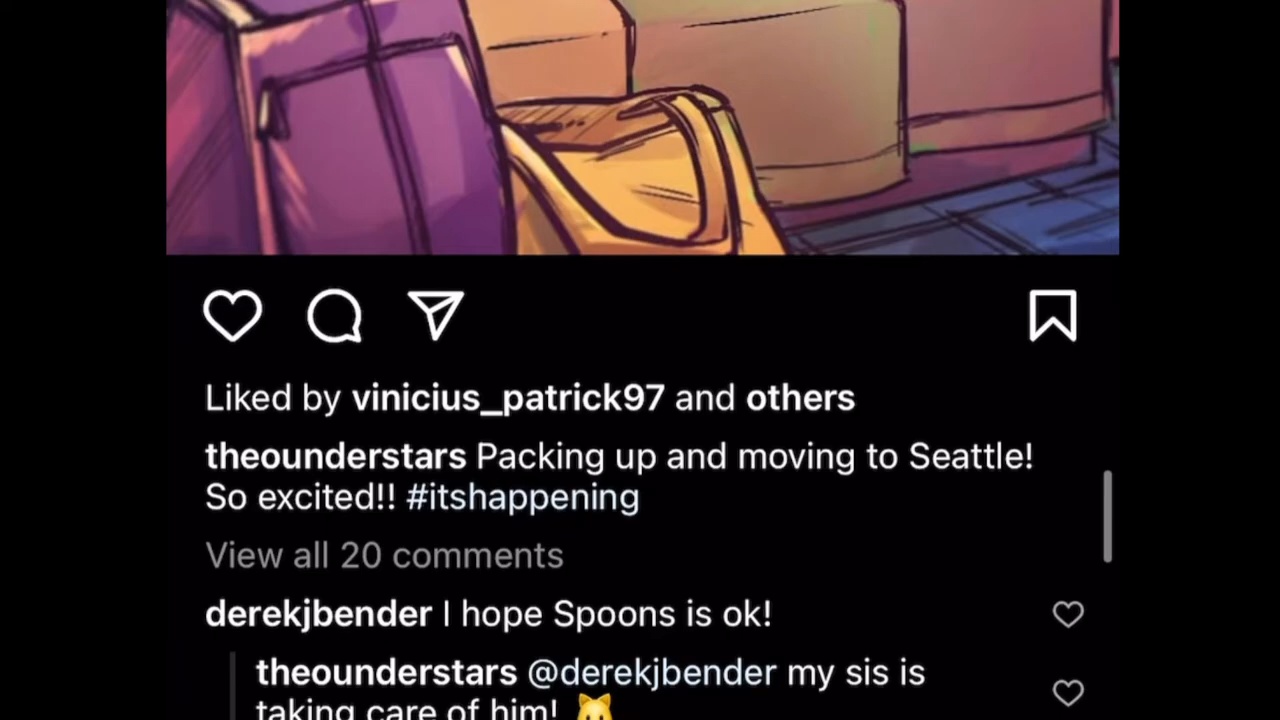 Liked by vinicius_patrick97 and others
theounderstars Packing up and moving to Seattle!
So excited!! #itshappening
View all 20 comments
derekjbender I hope Spoons is ok!
theounderstars @derekjbender my sis is
taking care of him!